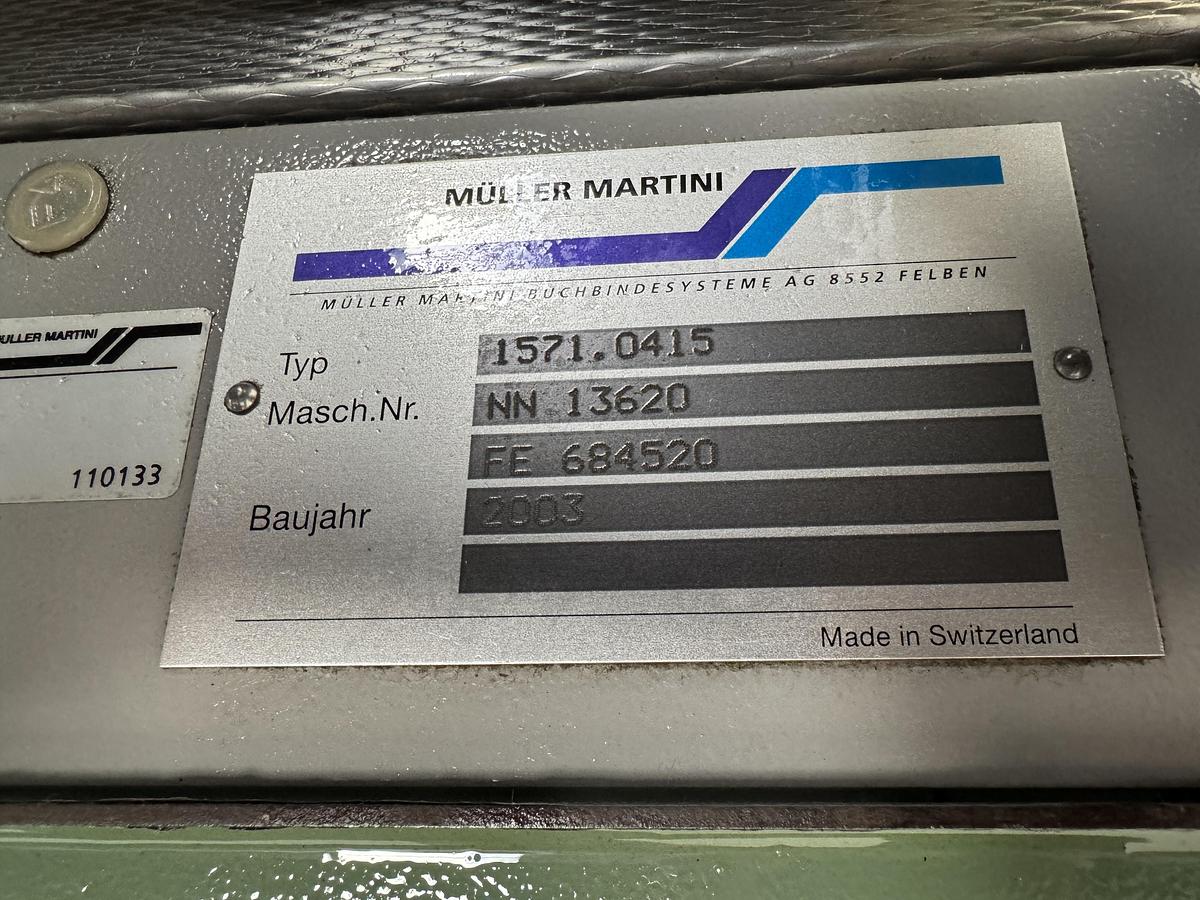 MÜLLER MARTINI
MÜLLER MARTINI BUCHBINDESYSTEME AG 8552 FELBEN
Typ 1571.0415
Masch.Nr. NN 13620
FE 684520
Baujahr 2003
Made in Switzerland
MÜLLER MARTINI
110133